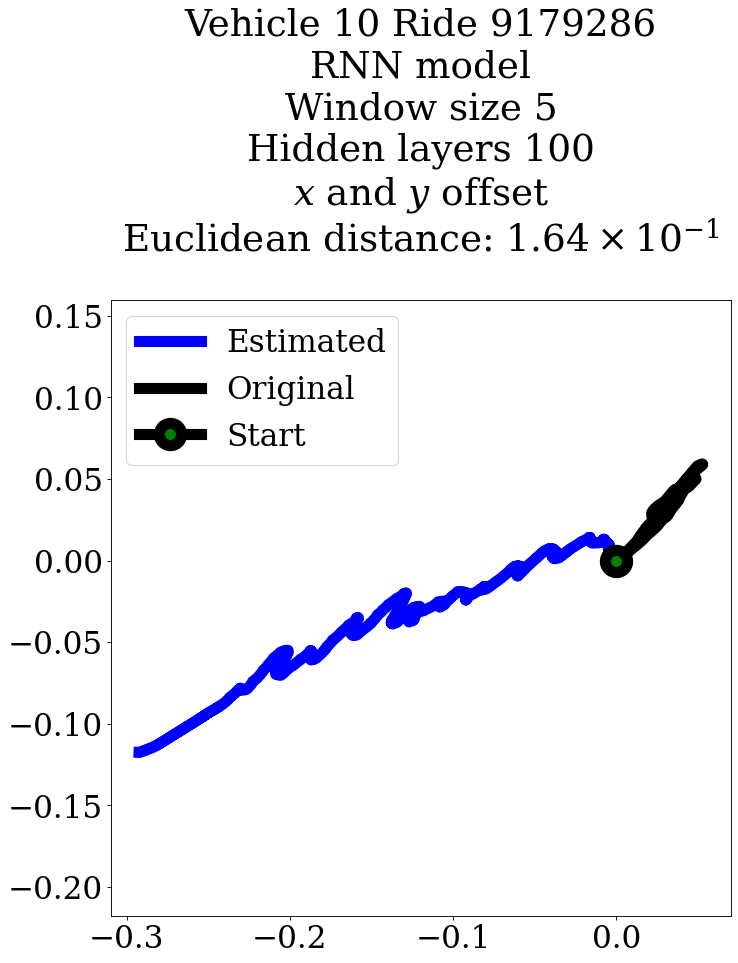 Vehicle 10 Ride 9179286
RNN model
Window size 5
Hidden layers 100
x and y offset
Euclidean distance: 1.64 × 10⁻¹
Estimated
Original
Start
0.15
0.10
0.05
0.00
−0.05
−0.10
−0.15
−0.20
−0.3 −0.2 −0.1 0.0